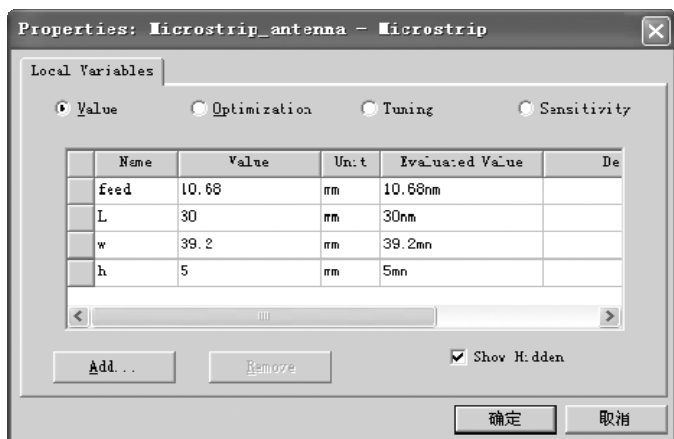 Properties: Microstrip_antenna - Microstrip
Local Variables
Value Optimization Tuning Sensitivity
Name Value Unit Evaluated Value De
feed 10.68 mm 10.68mm
L 30 mm 30mm
w 39.2 mm 39.2mm
h 5 mm 5mm
Add... Remove Show Hidden
确定 取消